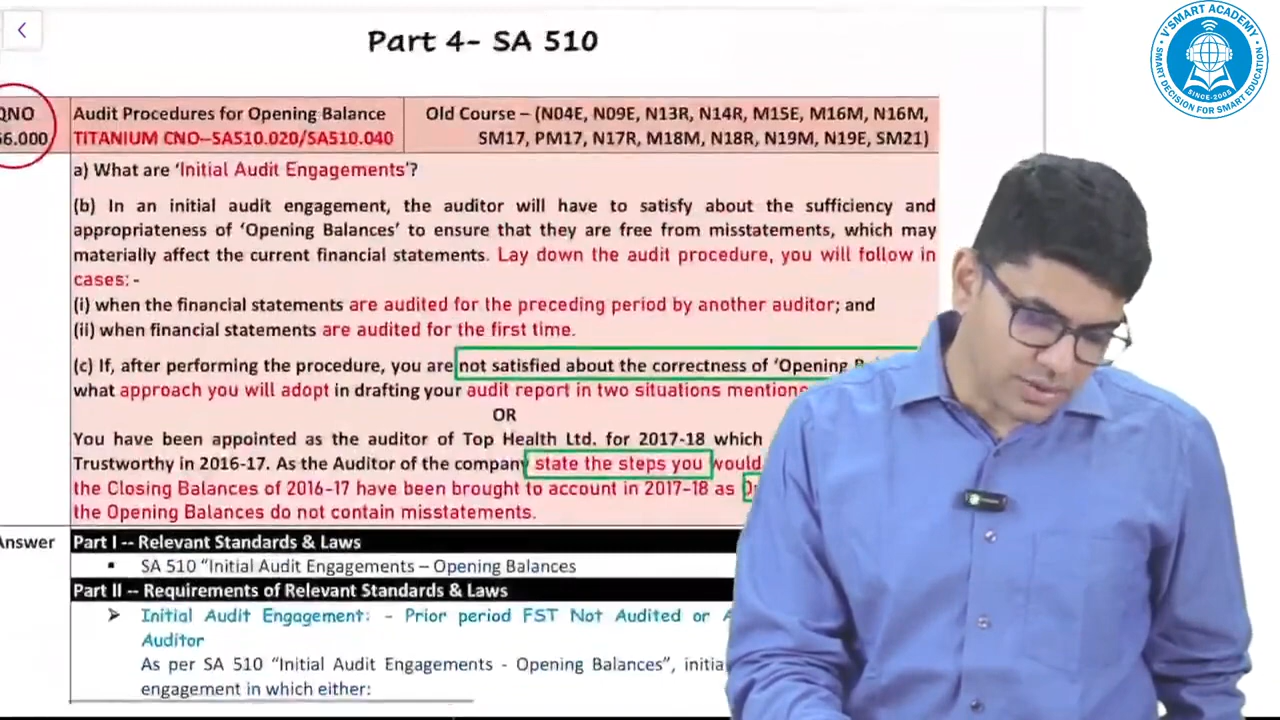 Part 4- SA 510
V'SMART ACADEMY
SINCE-2005
SMART DECISION FOR SMART EDUCATION
QNO
66.000
Audit Procedures for Opening Balance
TITANIUM CNO--SA510.020/SA510.040
Old Course – (N04E, N09E, N13R, N14R, M15E, M16M, N16M,
SM17, PM17, N17R, M18M, N18R, N19M, N19E, SM21)
a) What are 'Initial Audit Engagements'?
(b) In an initial audit engagement, the auditor will have to satisfy about the sufficiency and
appropriateness of 'Opening Balances' to ensure that they are free from misstatements, which may
materially affect the current financial statements. Lay down the audit procedure, you will follow in
cases: -
(i) when the financial statements are audited for the preceding period by another auditor; and
(ii) when financial statements are audited for the first time.
(c) If, after performing the procedure, you are not satisfied about the correctness of 'Opening
what approach you will adopt in drafting your audit report in two situations
OR
You have been appointed as the auditor of Top Health Ltd. for 2017-18 which
Trustworthy in 2016-17. As the Auditor of the company state the steps you would
the Closing Balances of 2016-17 have been brought to account in 2017-18 as
the Opening Balances do not contain misstatements.
Answer
Part I -- Relevant Standards & Laws
▪ SA 510 "Initial Audit Engagements – Opening Balances
Part II -- Requirements of Relevant Standards & Laws
➤ Initial Audit Engagement: - Prior period FST Not Audited or
Auditor
As per SA 510 "Initial Audit Engagements - Opening Balances",
engagement in which either: